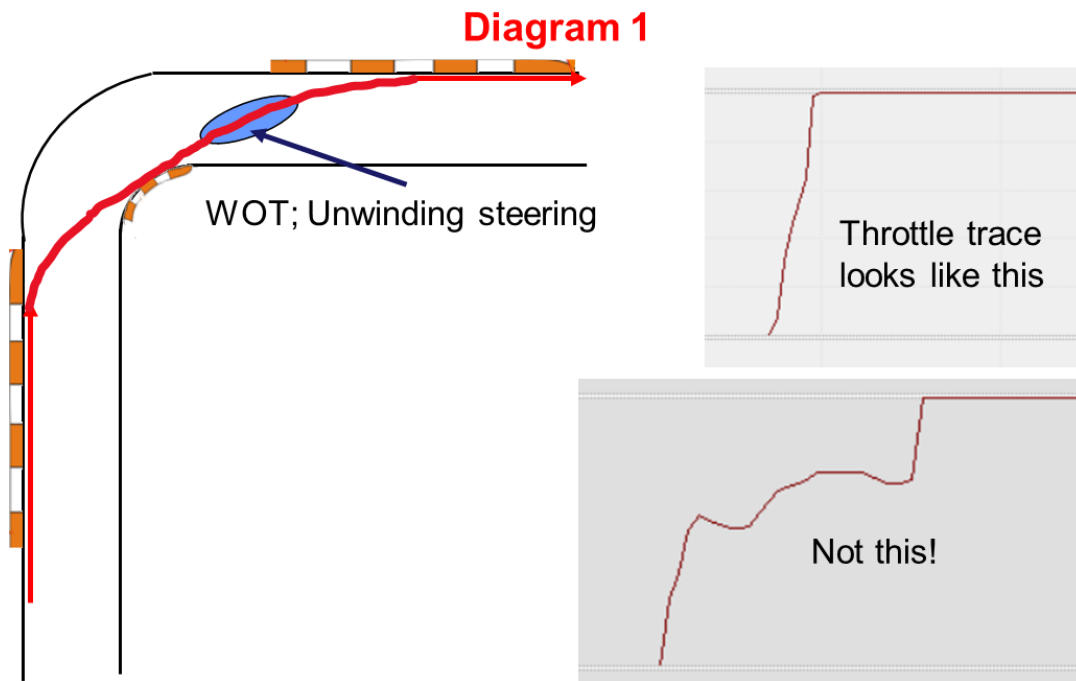 Diagram 1
WOT; Unwinding steering
Throttle trace
looks like this
Not this!